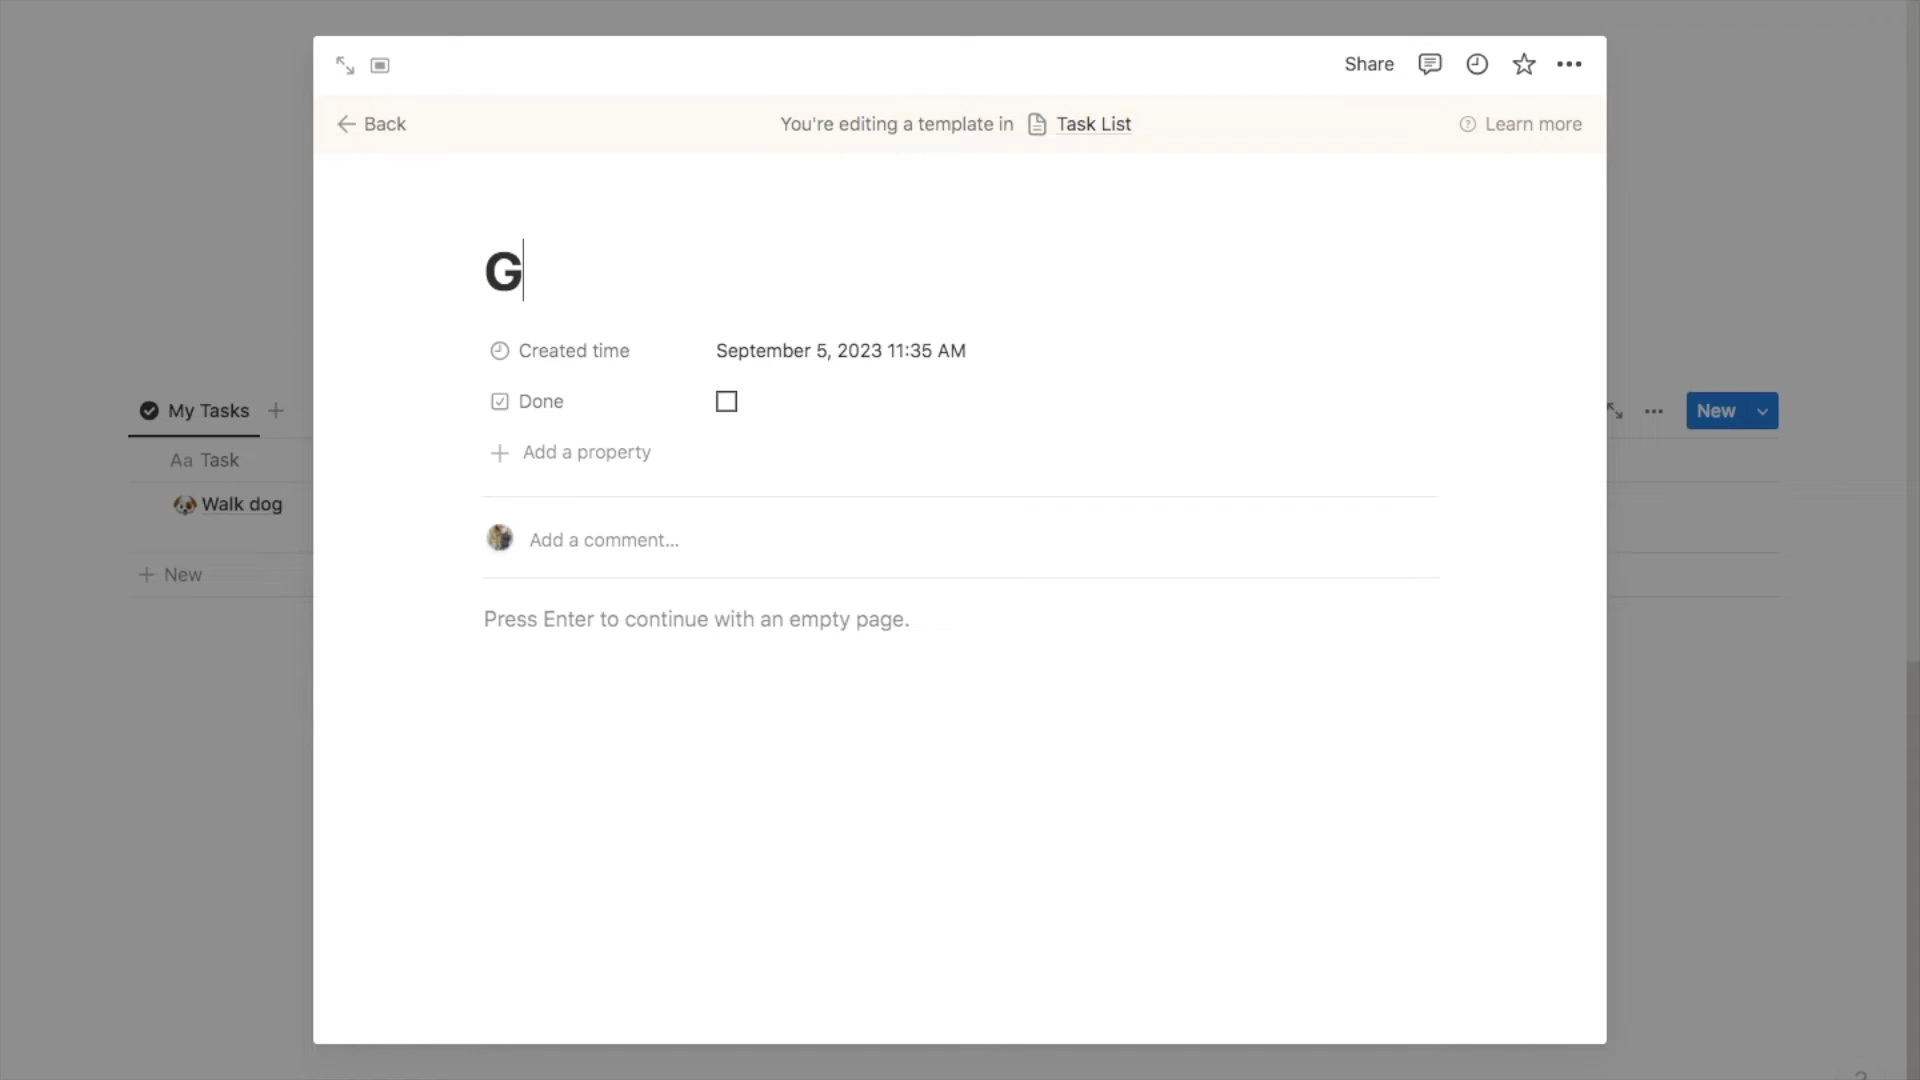 Share
Back
You're editing a template in Task List
Learn more
G
Created time September 5, 2023 11:35 AM
Done
My Tasks
New
Add a property
Aa Task
Walk dog
Add a comment...
New
Press Enter to continue with an empty page.